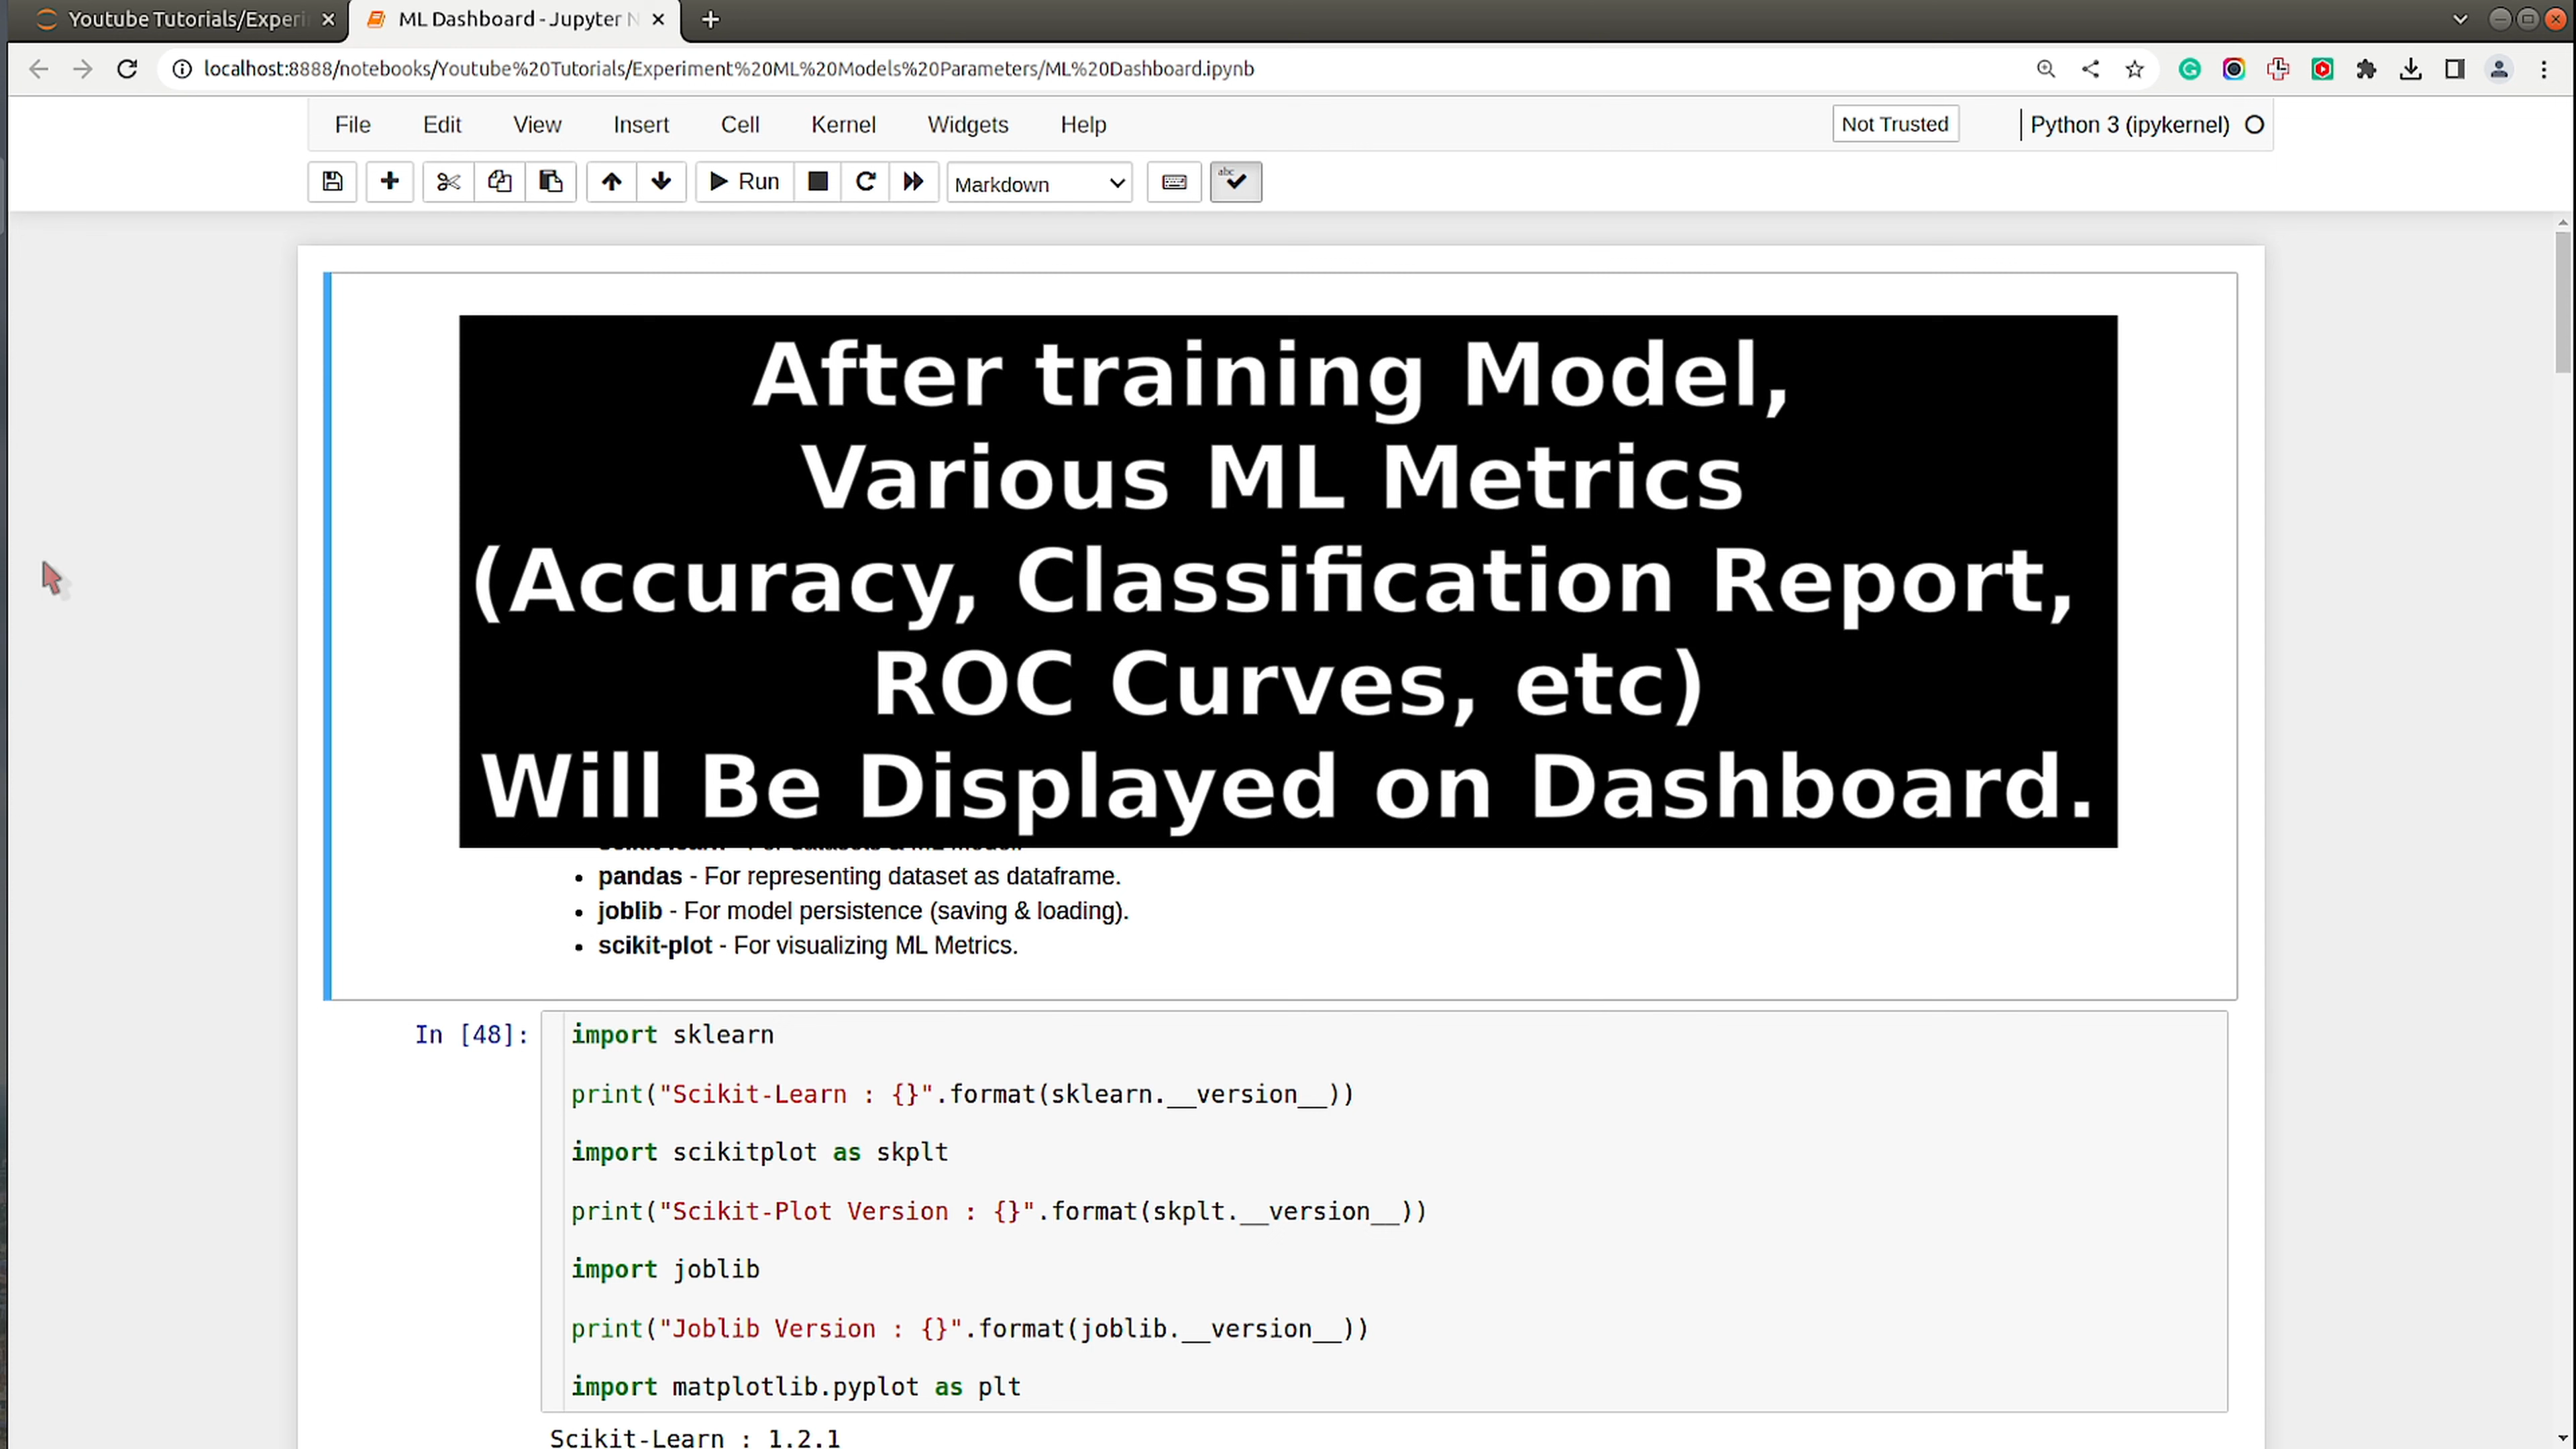 Youtube Tutorials/Experi
ML Dashboard - Jupyter N
localhost:8888/notebooks/Youtube%20Tutorials/Experiment%20ML%20Models%20Parameters/ML%20Dashboard.ipynb
File Edit View Insert Cell Kernel Widgets Help Not Trusted Python 3 (ipykernel)
Run Markdown abc
After training Model,
Various ML Metrics
(Accuracy, Classification Report,
ROC Curves, etc)
Will Be Displayed on Dashboard.
• pandas - For representing dataset as dataframe.
• joblib - For model persistence (saving & loading).
• scikit-plot - For visualizing ML Metrics.
In [48]: import sklearn
print("Scikit-Learn : {}".format(sklearn.__version__))
import scikitplot as skplt
print("Scikit-Plot Version : {}".format(skplt.__version__))
import joblib
print("Joblib Version : {}".format(joblib.__version__))
import matplotlib.pyplot as plt
Scikit-Learn : 1.2.1